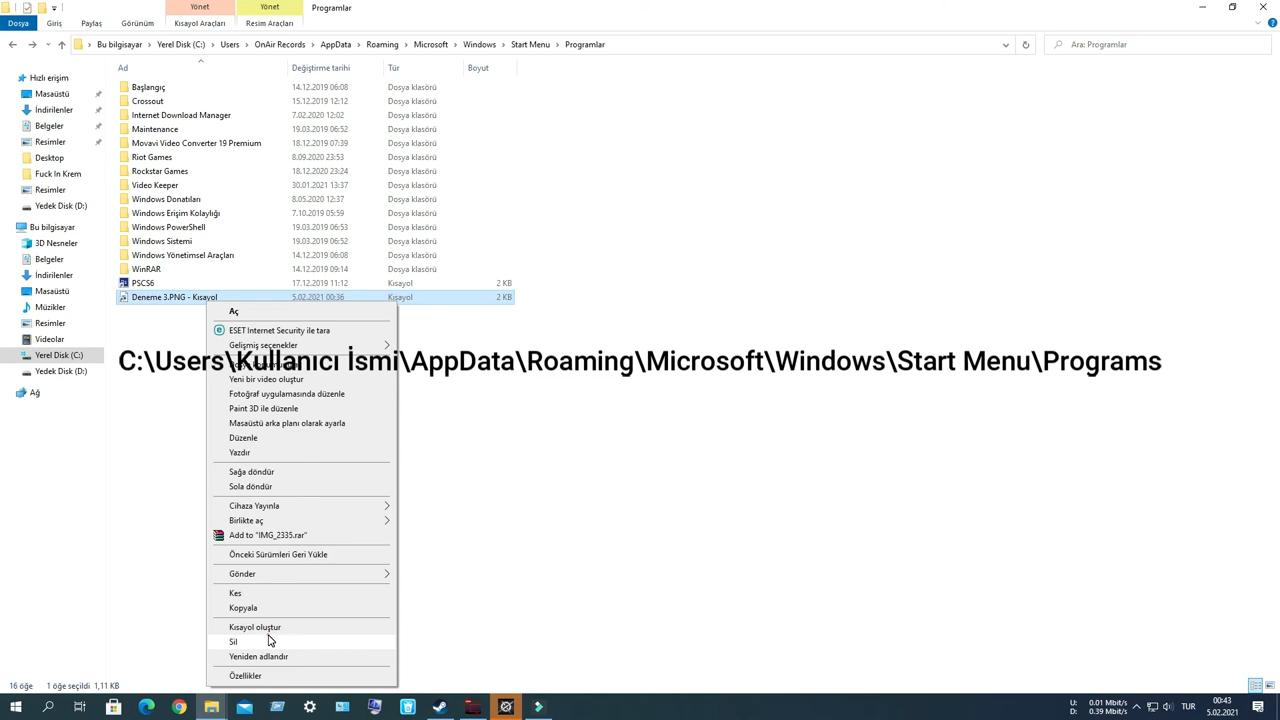 Yönet
Yönet
Programlar
Dosya
Giriş
Paylaş
Görünüm
Kısayol Araçları
Resim Araçları
Bu bilgisayar > Yerel Disk (C:) > Users > OnAir Records > AppData > Roaming > Microsoft > Windows > Start Menu > Programlar
Ara: Programlar
Ad
Değiştirme tarihi
Tür
Boyut
Hızlı erişim
Masaüstü
İndirilenler
Belgeler
Resimler
Desktop
Fuck In Krem
Resimler
Yedek Disk (D:)
Bu bilgisayar
3D Nesneler
Belgeler
İndirilenler
Masaüstü
Müzikler
Resimler
Videolar
Yerel Disk (C:)
Yedek Disk (D:)
Ağ
Başlangıç 14.12.2019 06:08 Dosya klasörü
Crossout 15.12.2019 12:12 Dosya klasörü
Internet Download Manager 7.02.2020 12:02 Dosya klasörü
Maintenance 19.03.2019 06:52 Dosya klasörü
Movavi Video Converter 19 Premium 18.12.2019 07:39 Dosya klasörü
Riot Games 8.09.2020 23:53 Dosya klasörü
Rockstar Games 18.12.2020 23:24 Dosya klasörü
Video Keeper 30.01.2021 13:37 Dosya klasörü
Windows Donatıları 8.05.2020 12:37 Dosya klasörü
Windows Erişim Kolaylığı 7.10.2019 05:59 Dosya klasörü
Windows PowerShell 19.03.2019 06:53 Dosya klasörü
Windows Sistemi 19.03.2019 06:52 Dosya klasörü
Windows Yönetimsel Araçları 14.12.2019 06:08 Dosya klasörü
WinRAR 14.12.2019 09:14 Dosya klasörü
PSCS6 17.12.2019 11:12 Kısayol 2 KB
Deneme 3.PNG - Kısayol 5.02.2021 00:36 Kısayol 2 KB
Aç
ESET Internet Security ile tara
Gelişmiş seçenekler
C:\Users\Kullanıcı İsmi\AppData\Roaming\Microsoft\Windows\Start Menu\Programs
Yeni bir video oluştur
Fotoğraf uygulamasında düzenle
Paint 3D ile düzenle
Masaüstü arka planı olarak ayarla
Düzenle
Yazdır
Sağa döndür
Sola döndür
Cihaza Yayınla
Birlikte aç
Add to "IMG_2335.rar"
Önceki Sürümleri Geri Yükle
Gönder
Kes
Kopyala
Kısayol oluştur
Sil
Yeniden adlandır
Özellikler
16 öğe
1 öğe seçildi 1,11 KB
U: 0.01 Mbit/s
D: 0.39 Mbit/s
TUR
00:43
5.02.2021